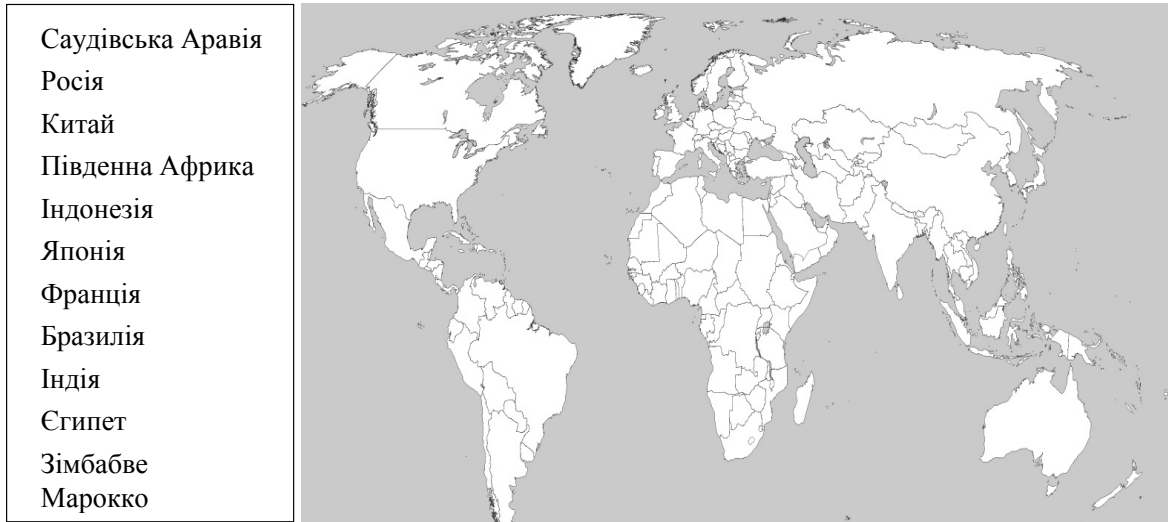 Саудівська Аравія
Росія
Китай
Південна Африка
Індонезія
Японія
Франція
Бразилія
Індія
Єгипет
Зімбабве
Марокко